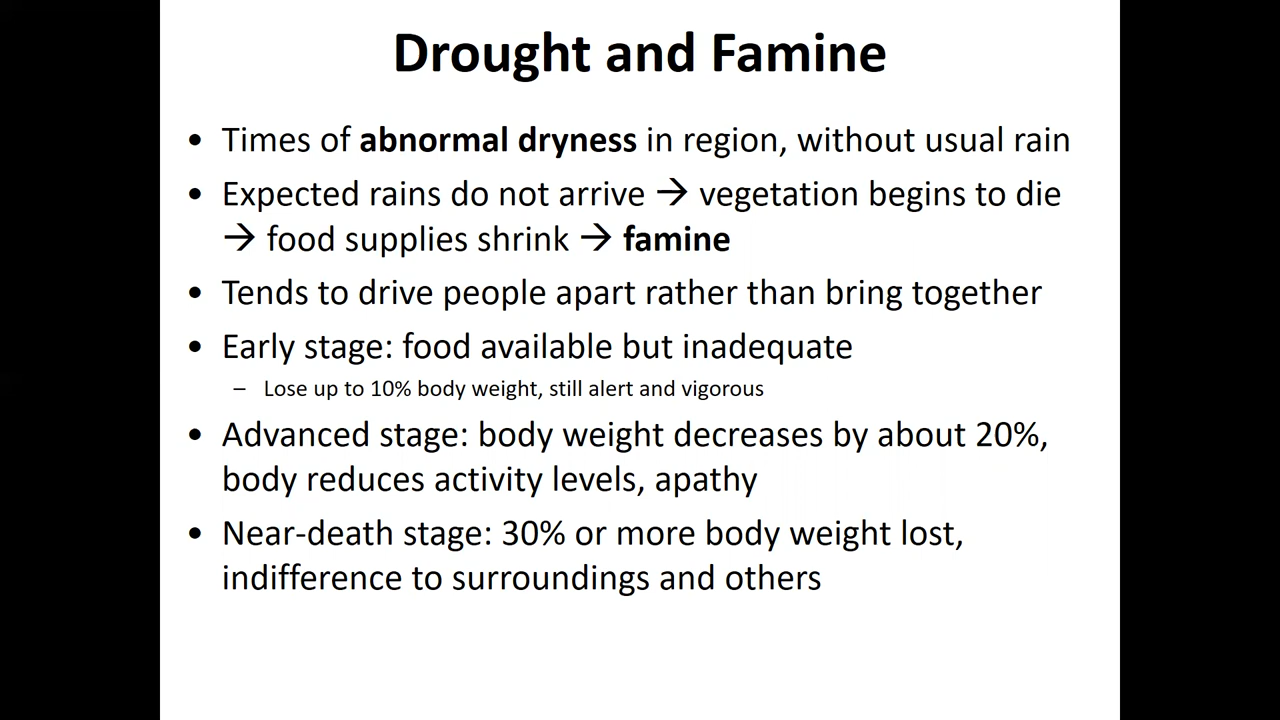 Drought and Famine
• Times of abnormal dryness in region, without usual rain
• Expected rains do not arrive → vegetation begins to die
→ food supplies shrink → famine
• Tends to drive people apart rather than bring together
• Early stage: food available but inadequate
– Lose up to 10% body weight, still alert and vigorous
• Advanced stage: body weight decreases by about 20%,
body reduces activity levels, apathy
• Near-death stage: 30% or more body weight lost,
indifference to surroundings and others